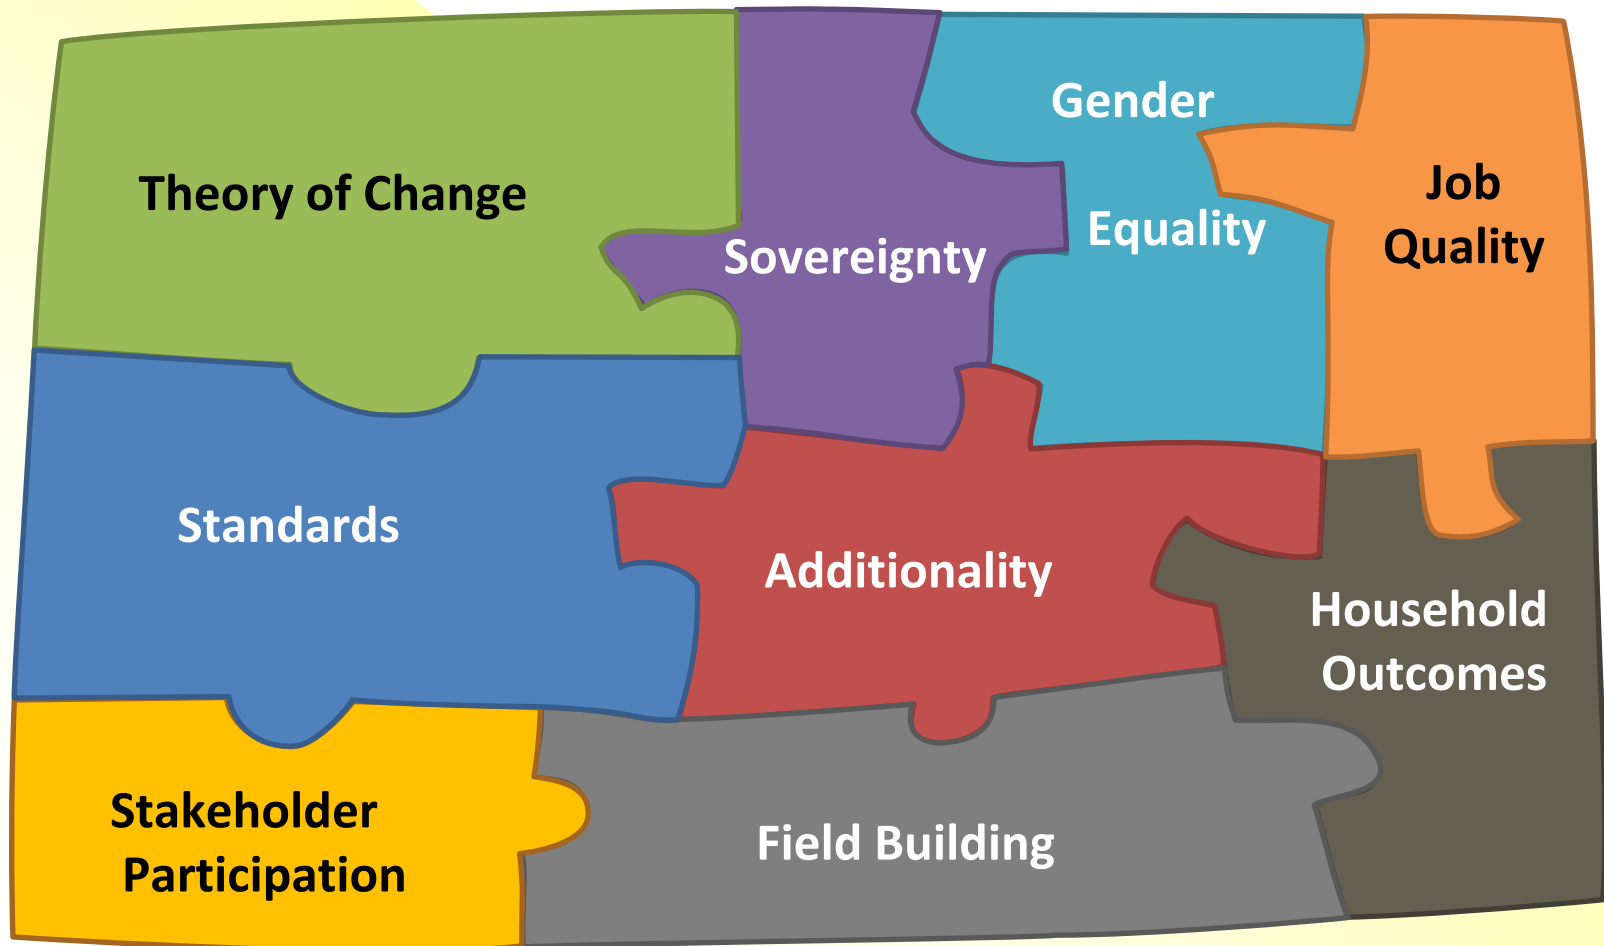 Theory of Change
Sovereignty
Gender
Equality
Job
Quality
Standards
Additionality
Household
Outcomes
Stakeholder
Participation
Field Building